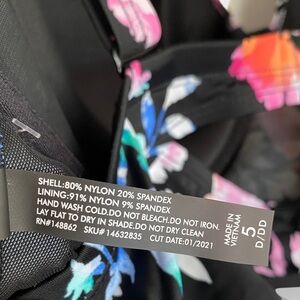 SHELL:80% NYLON 20% SPANDEX
LINING:91% NYLON 9% SPANDEX
HAND WASH COLD.DO NOT BLEACH.DO NOT IRON.
LAY FLAT TO DRY IN SHADE.DO NOT DRY CLEAN
RN#148862 SKU# 14632835 CUT DATE:01/2021
MADE IN
VIETNAM
5
D/DD